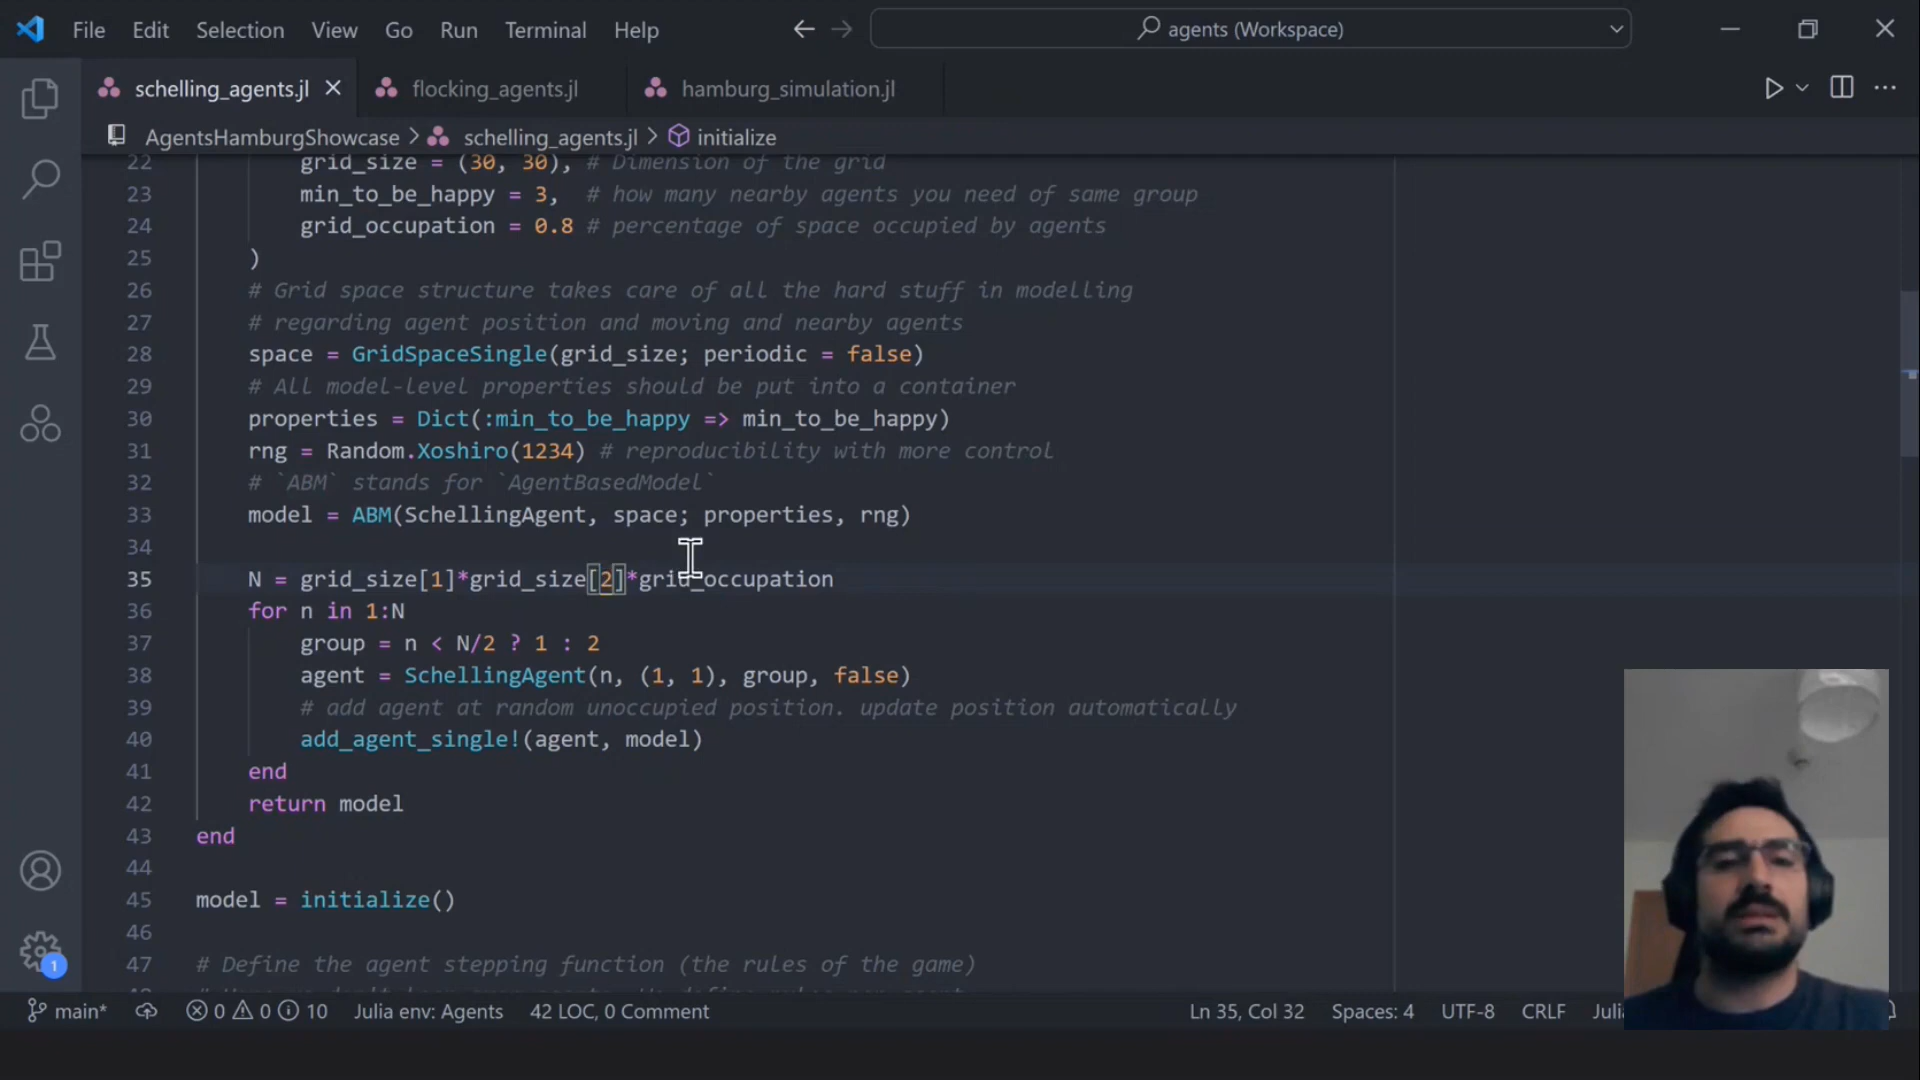 File Edit Selection View Go Run Terminal Help agents (Workspace)
schelling_agents.jl flocking_agents.jl hamburg_simulation.jl
AgentsHamburgShowcase > schelling_agents.jl > initialize
22 grid_size = (30, 30), # Dimension of the grid
23 min_to_be_happy = 3, # how many nearby agents you need of same group
24 grid_occupation = 0.8 # percentage of space occupied by agents
25 )
26 # Grid space structure takes care of all the hard stuff in modelling
27 # regarding agent position and moving and nearby agents
28 space = GridSpaceSingle(grid_size; periodic = false)
29 # All model-level properties should be put into a container
30 properties = Dict(:min_to_be_happy => min_to_be_happy)
31 rng = Random.Xoshiro(1234) # reproducibility with more control
32 # `ABM` stands for `AgentBasedModel`
33 model = ABM(SchellingAgent, space; properties, rng)
34
35 N = grid_size[1]*grid_size[2]*grid_occupation
36 for n in 1:N
37 group = n < N/2 ? 1 : 2
38 agent = SchellingAgent(n, (1, 1), group, false)
39 # add agent at random unoccupied position. update position automatically
40 add_agent_single!(agent, model)
41 end
42 return model
43 end
44
45 model = initialize()
46
47 # Define the agent stepping function (the rules of the game)
1
main* 0 0 10 Julia env: Agents 42 LOC, 0 Comment Ln 35, Col 32 Spaces: 4 UTF-8 CRLF